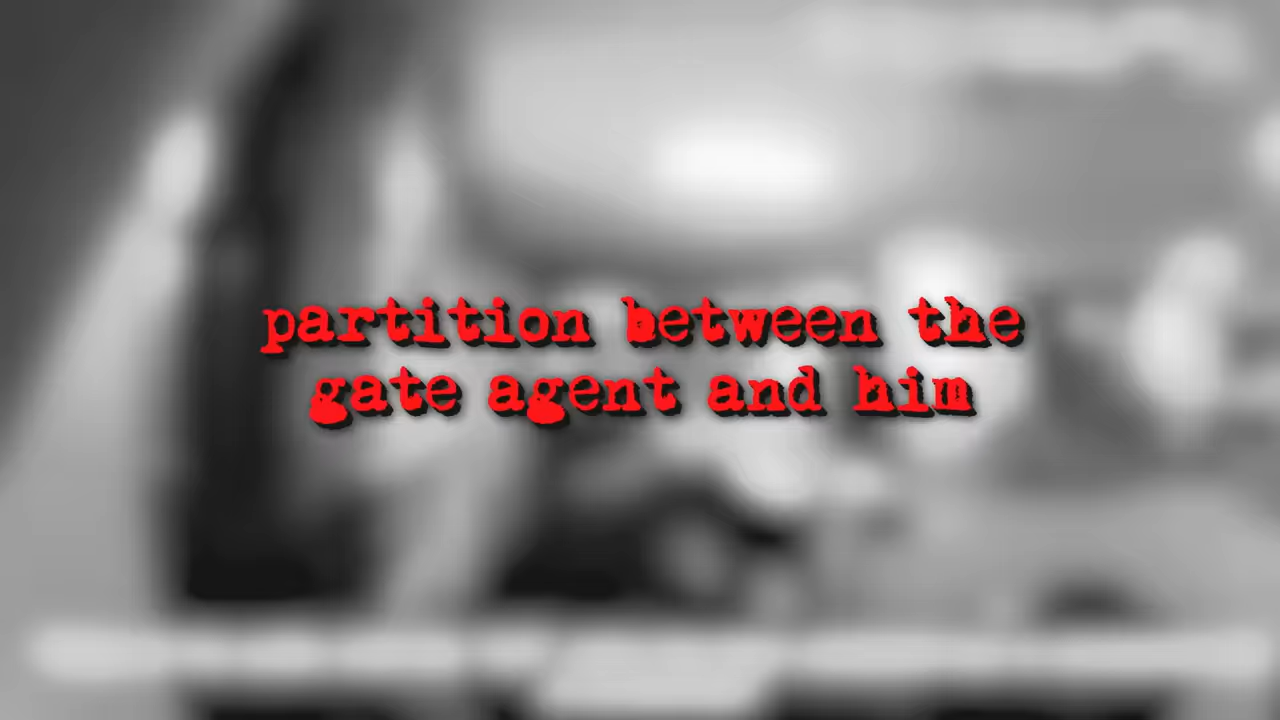 partition between the
gate agent and him